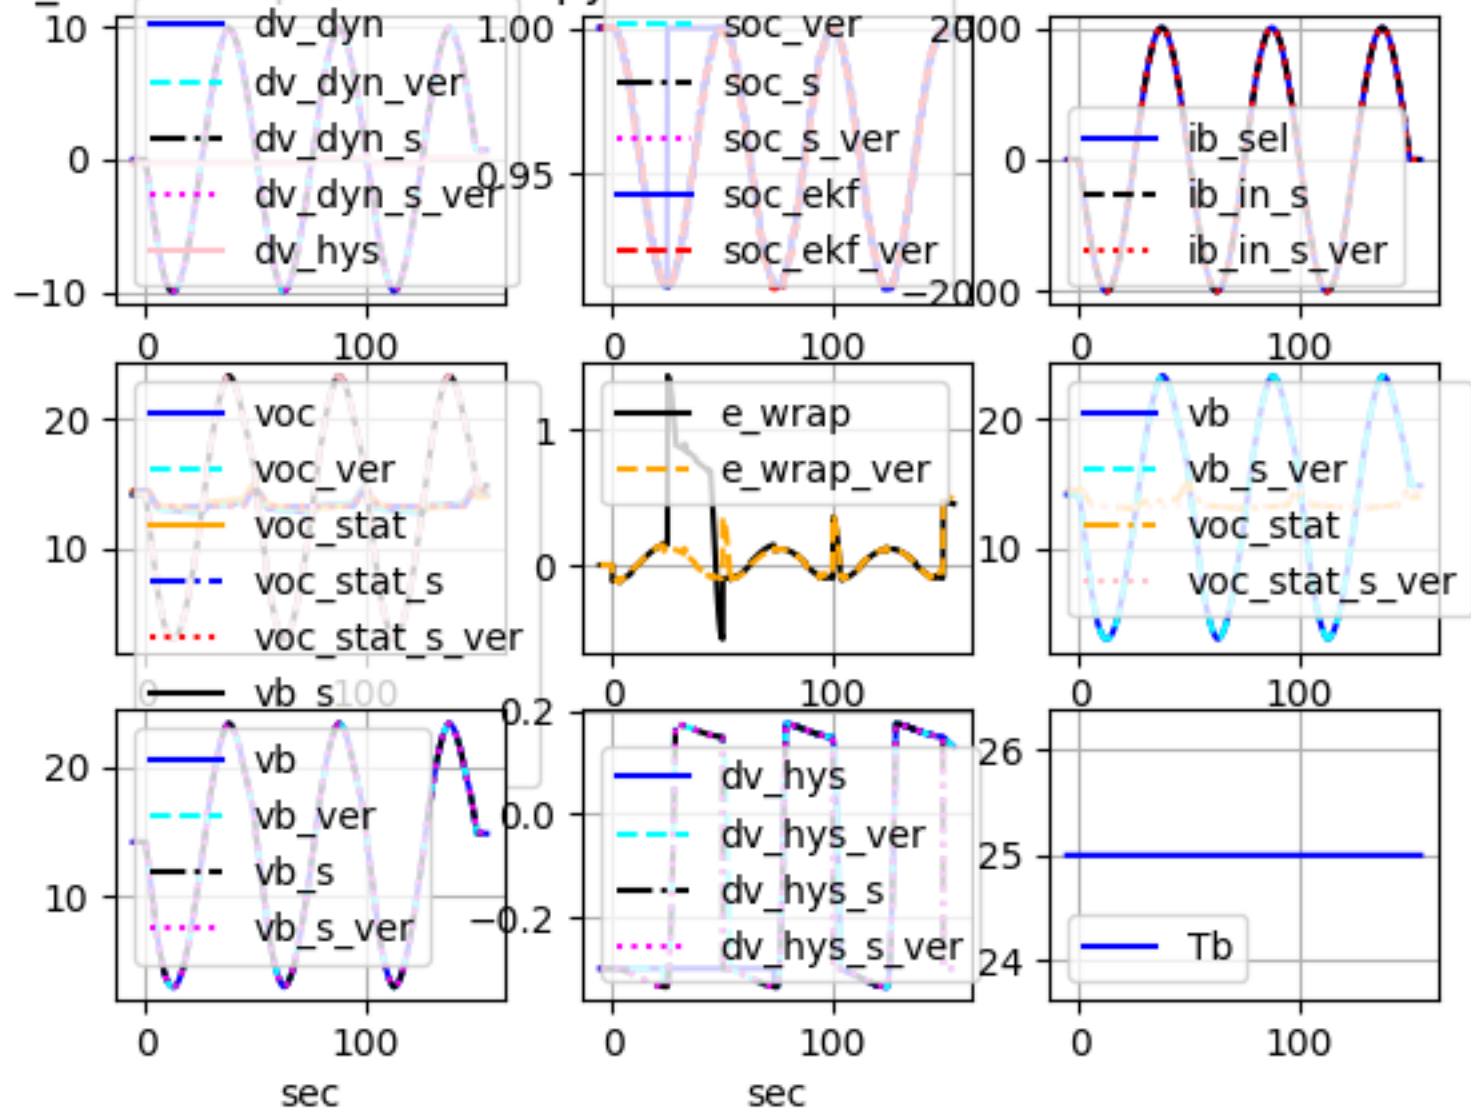 dv_dyn
dv_dyn_ver
dv_dyn_s
dv_dyn_s_ver
dv_hys
10
0
−10
0
100
soc_ver
soc_s
soc_s_ver
soc_ekf
soc_ekf_ver
1.00
0.95
0
100
ib_sel
ib_in_s
ib_in_s_ver
2000
0
−2000
0
100
voc
voc_ver
voc_stat
voc_stat_s
voc_stat_s_ver
vb_s
20
10
0
100
e_wrap
e_wrap_ver
1
0
0
100
vb
vb_s_ver
voc_stat
voc_stat_s_ver
20
10
0
100
vb
vb_ver
vb_s
vb_s_ver
20
10
0
100
sec
dv_hys
dv_hys_ver
dv_hys_s
dv_hys_s_ver
0.2
0.0
−0.2
0
100
sec
Tb
26
25
24
0
100